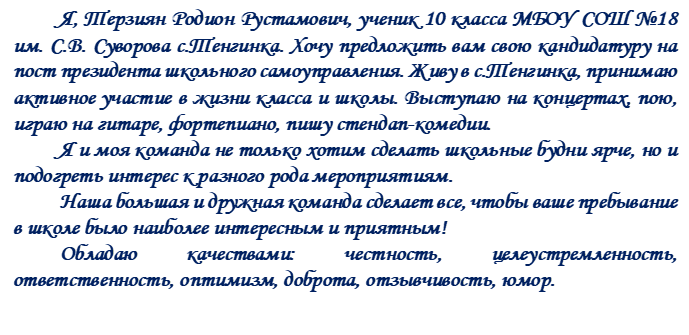 Я, Терзиян Родион Рустамович, ученик 10 класса МБОУ СОШ №18
им. С.В. Суворова с.Тенгинка. Хочу предложить вам свою кандидатуру на
пост президента школьного самоуправления. Живу в с.Тенгинка, принимаю
активное участие в жизни класса и школы. Выступаю на концертах, пою,
играю на гитаре, фортепиано, пишу стендап-комедии.
Я и моя команда не только хотим сделать школьные будни ярче, но и
подогреть интерес к разного рода мероприятиям.
Наша большая и дружная команда сделает все, чтобы ваше пребывание
в школе было наиболее интересным и приятным!
Обладаю качествами: честность, целеустремленность,
ответственность, оптимизм, доброта, отзывчивость, юмор.